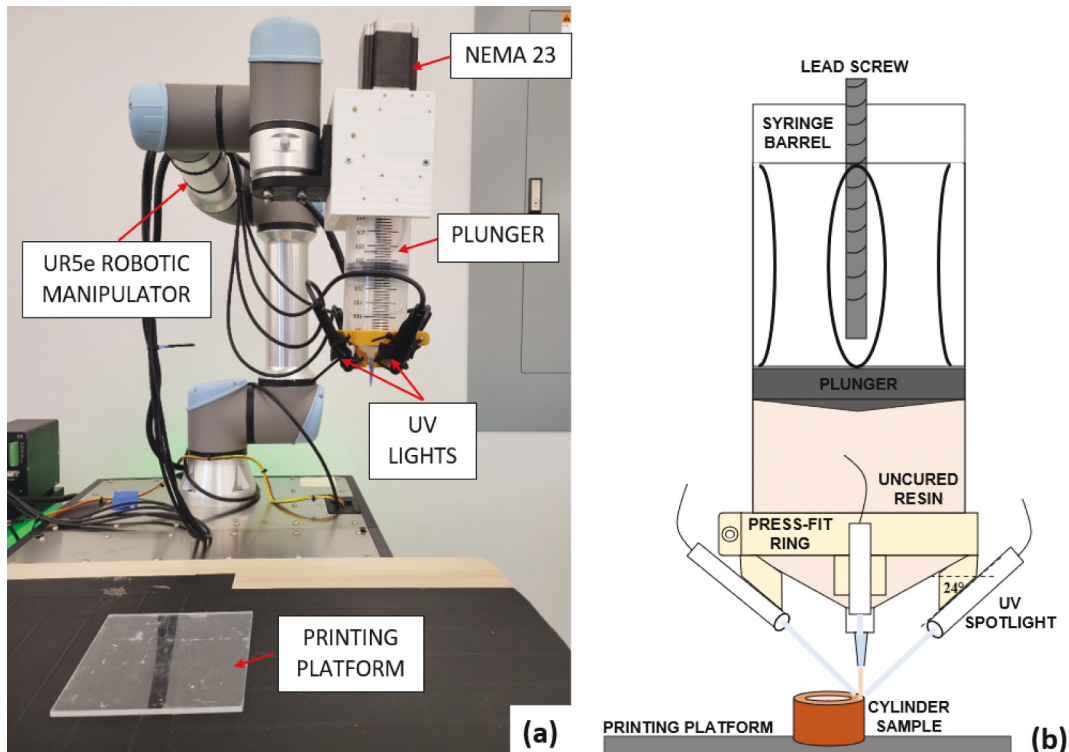 NEMA 23
PLUNGER
UR5e ROBOTIC
MANIPULATOR
UV
LIGHTS
PRINTING
PLATFORM
(a)
LEAD SCREW
SYRINGE
BARREL
PLUNGER
UNCURED
RESIN
PRESS-FIT
RING
24°
UV
SPOTLIGHT
CYLINDER
SAMPLE
PRINTING PLATFORM
(b)